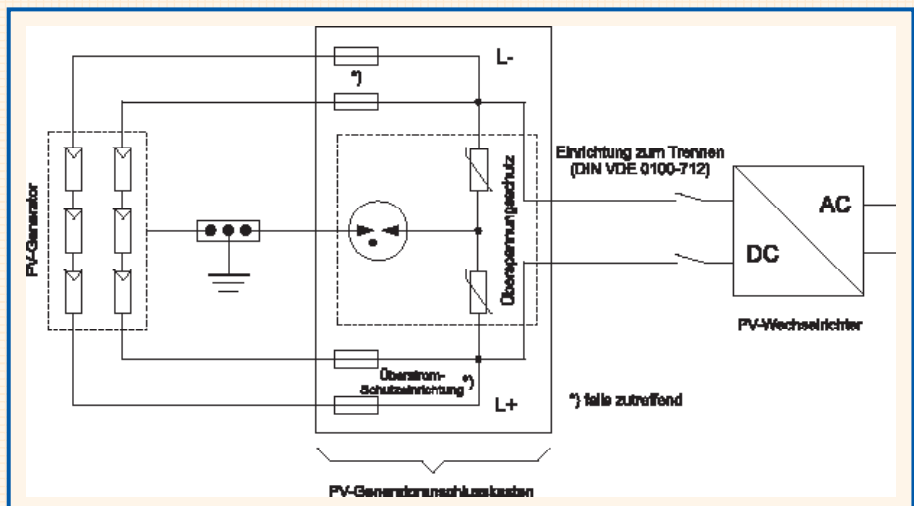 L-
*)
PV-Generator
Überspannungsschutz
Einrichtung zum Trennen
(DIN VDE 0100-712)
AC
DC
PV-Wechselrichter
Überstrom-
Schutzeinrichtung *)
L+
*) falls zutreffend
PV-Generatoranschlusskasten